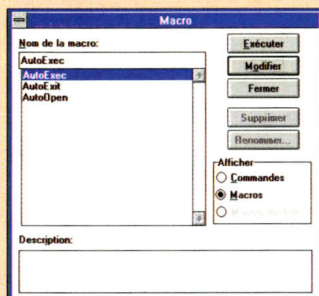 Macro
Nom de la macro:
AutoExec
AutoExec
AutoExit
AutoOpen
Exécuter
Modifier
Fermer
Supprimer
Renommer...
Afficher
Commandes
Macros
Description: